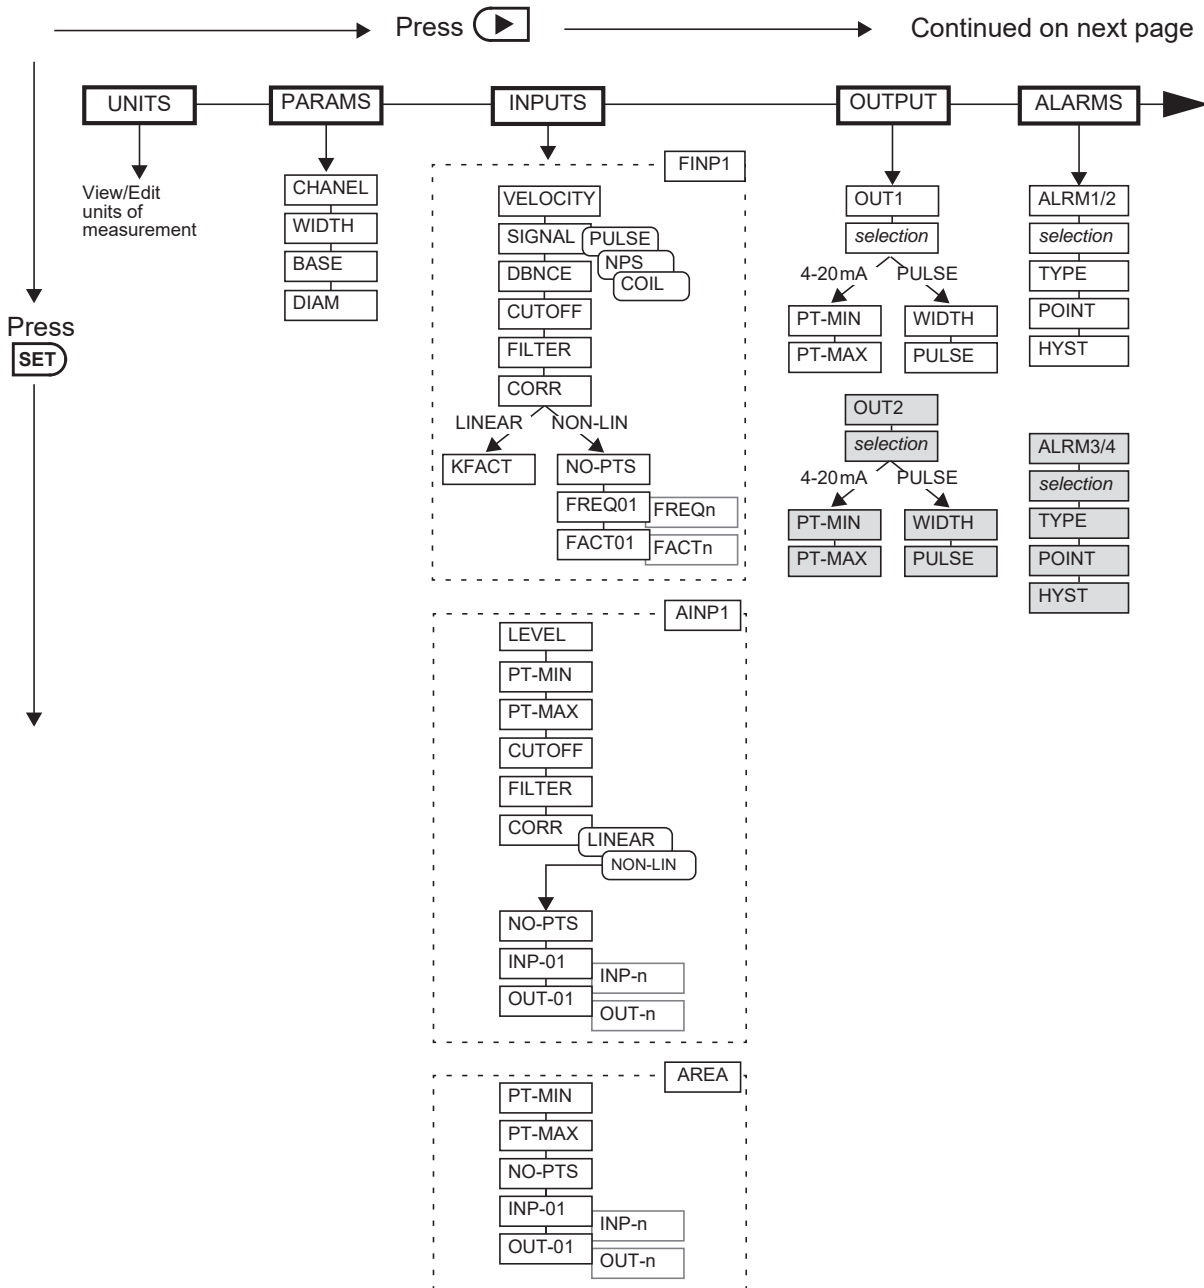 Press
Continued on next page
Press
SET
UNITS
View/Edit
units of
measurement
PARAMS
CHANEL
WIDTH
BASE
DIAM
INPUTS
FINP1
VELOCITY
SIGNAL
PULSE
NPS
COIL
DBNCE
CUTOFF
FILTER
CORR
LINEAR
NON-LIN
KFACT
NO-PTS
FREQ01
FREQn
FACT01
FACTn
AINP1
LEVEL
PT-MIN
PT-MAX
CUTOFF
FILTER
CORR
LINEAR
NON-LIN
NO-PTS
INP-01
INP-n
OUT-01
OUT-n
AREA
PT-MIN
PT-MAX
NO-PTS
INP-01
INP-n
OUT-01
OUT-n
OUTPUT
OUT1
selection
4-20mA
PULSE
PT-MIN
WIDTH
PT-MAX
PULSE
OUT2
selection
4-20mA
PULSE
PT-MIN
WIDTH
PT-MAX
PULSE
ALARMS
ALRM1/2
selection
TYPE
POINT
HYST
ALRM3/4
selection
TYPE
POINT
HYST